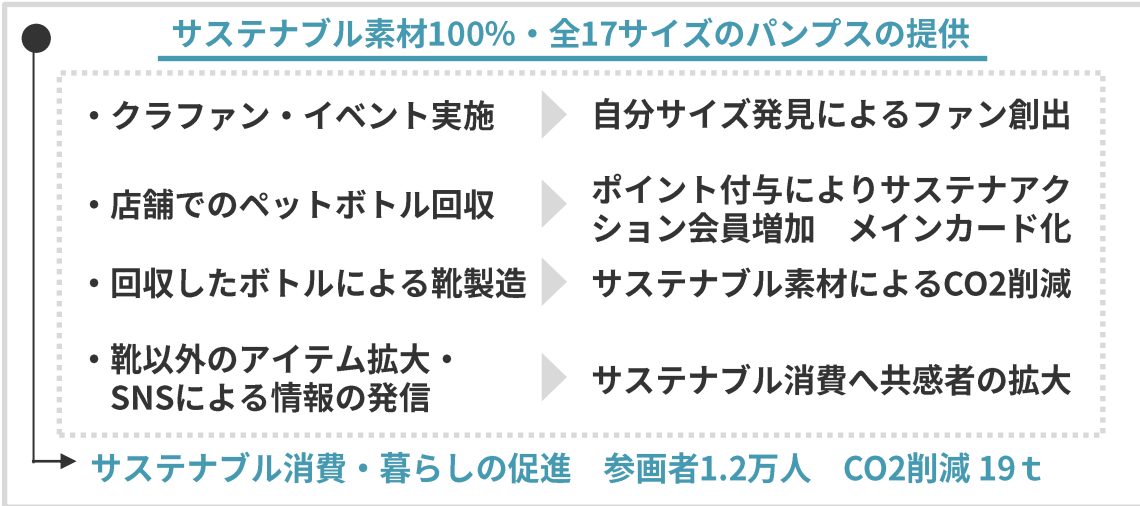 サステナブル素材100%・全17サイズのパンプスの提供
・クラファン・イベント実施
自分サイズ発見によるファン創出
・店舗でのペットボトル回収
ポイント付与によりサステナアク
ション会員増加　メインカード化
・回収したボトルによる靴製造
サステナブル素材によるCO2削減
・靴以外のアイテム拡大・
SNSによる情報の発信
サステナブル消費へ共感者の拡大
サステナブル消費・暮らしの促進　参画者1.2万人　CO2削減 19ｔ